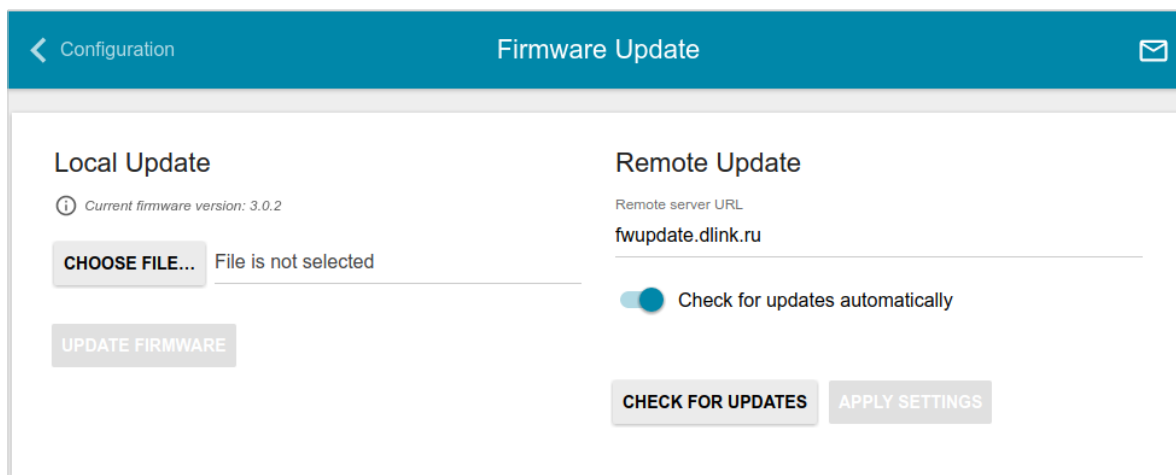 Configuration
Firmware Update
Local Update
Current firmware version: 3.0.2
CHOOSE FILE...
File is not selected
UPDATE FIRMWARE
Remote Update
Remote server URL
fwupdate.dlink.ru
Check for updates automatically
CHECK FOR UPDATES
APPLY SETTINGS